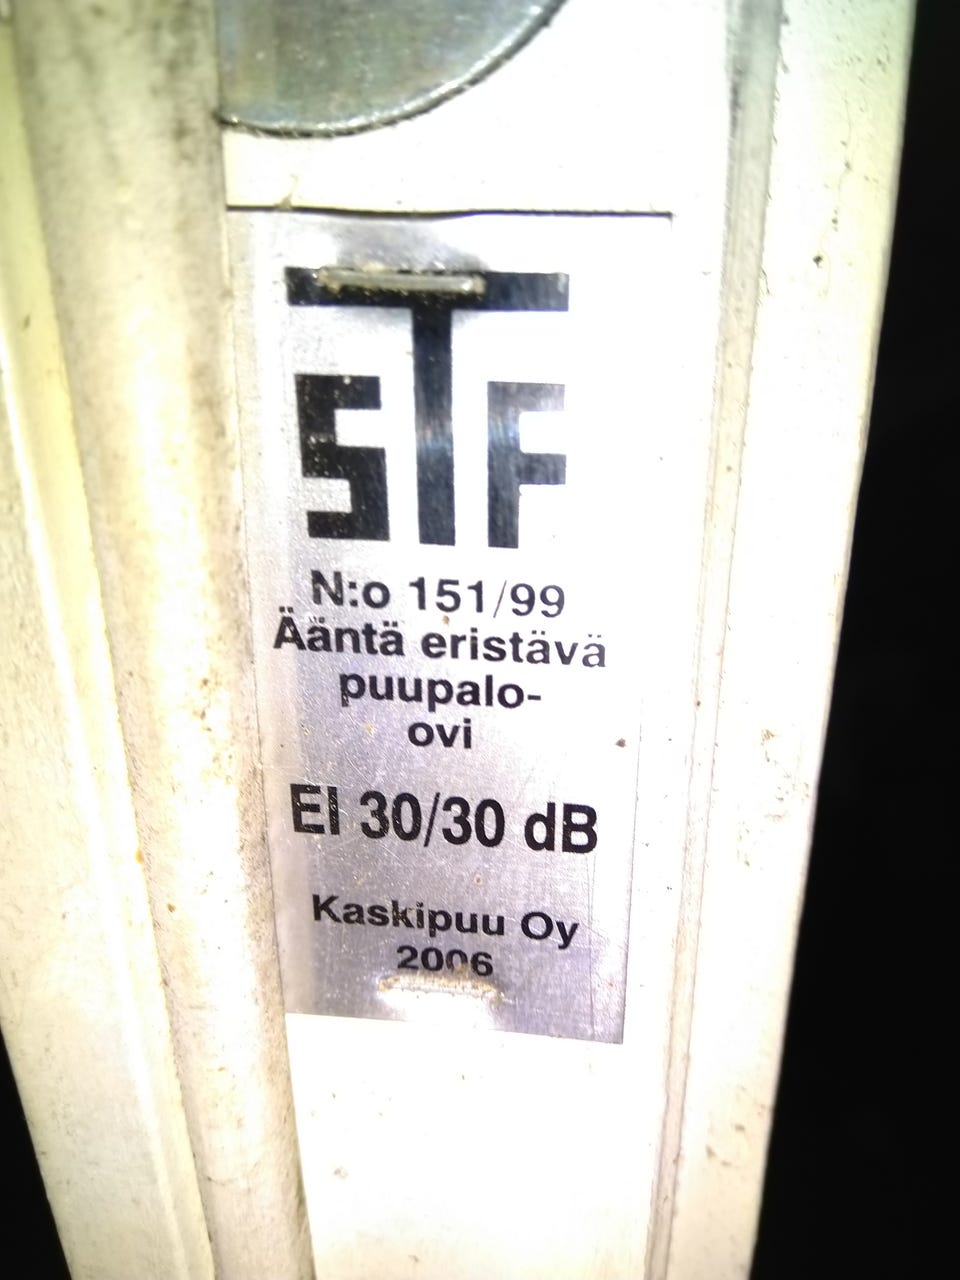 STF
N:o 151/99
Ääntä eristävä
puupalo-
ovi
EI 30/30 dB
Kaskipuu Oy
2006